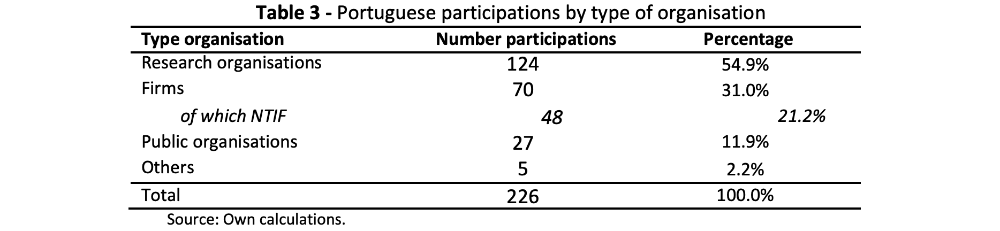 Table 3 - Portuguese participations by type of organisation
Type organisation Number participations Percentage
Research organisations 124 54.9%
Firms 70 31.0%
of which NTIF 48 21.2%
Public organisations 27 11.9%
Others 5 2.2%
Total 226 100.0%
Source: Own calculations.